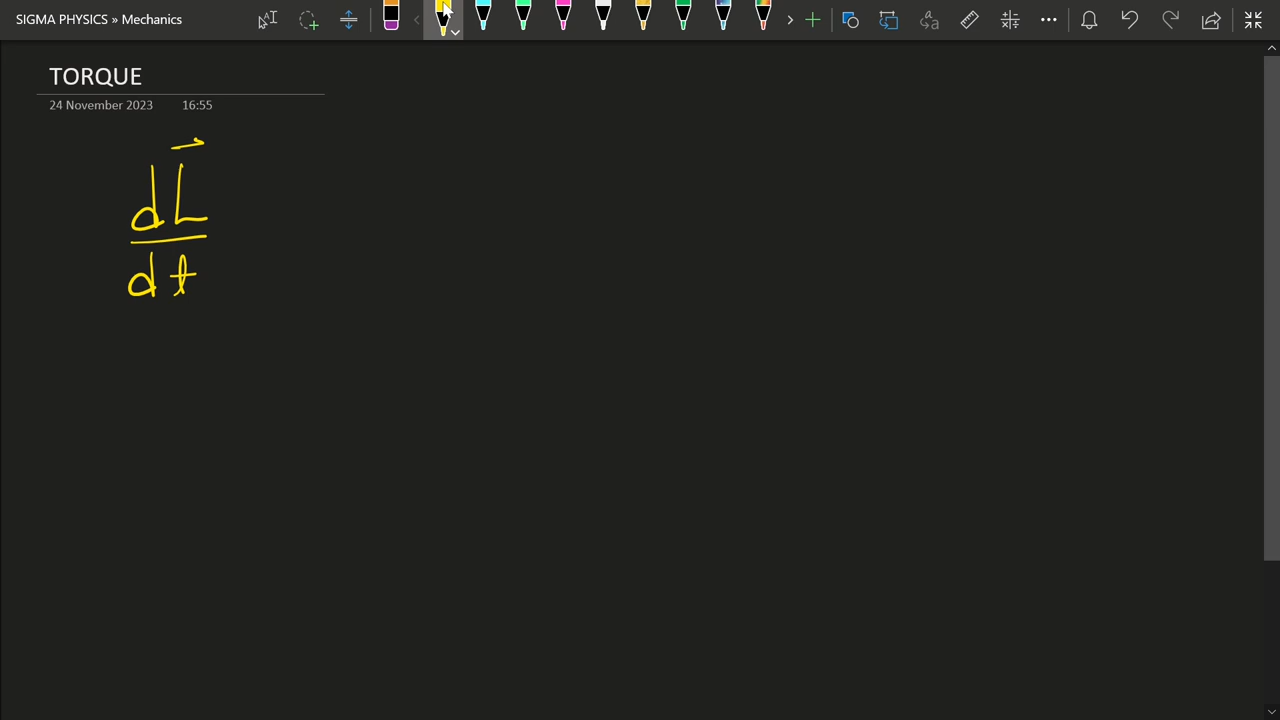 SIGMA PHYSICS » Mechanics
TORQUE
24 November 2023 16:55
dL⃗
dt